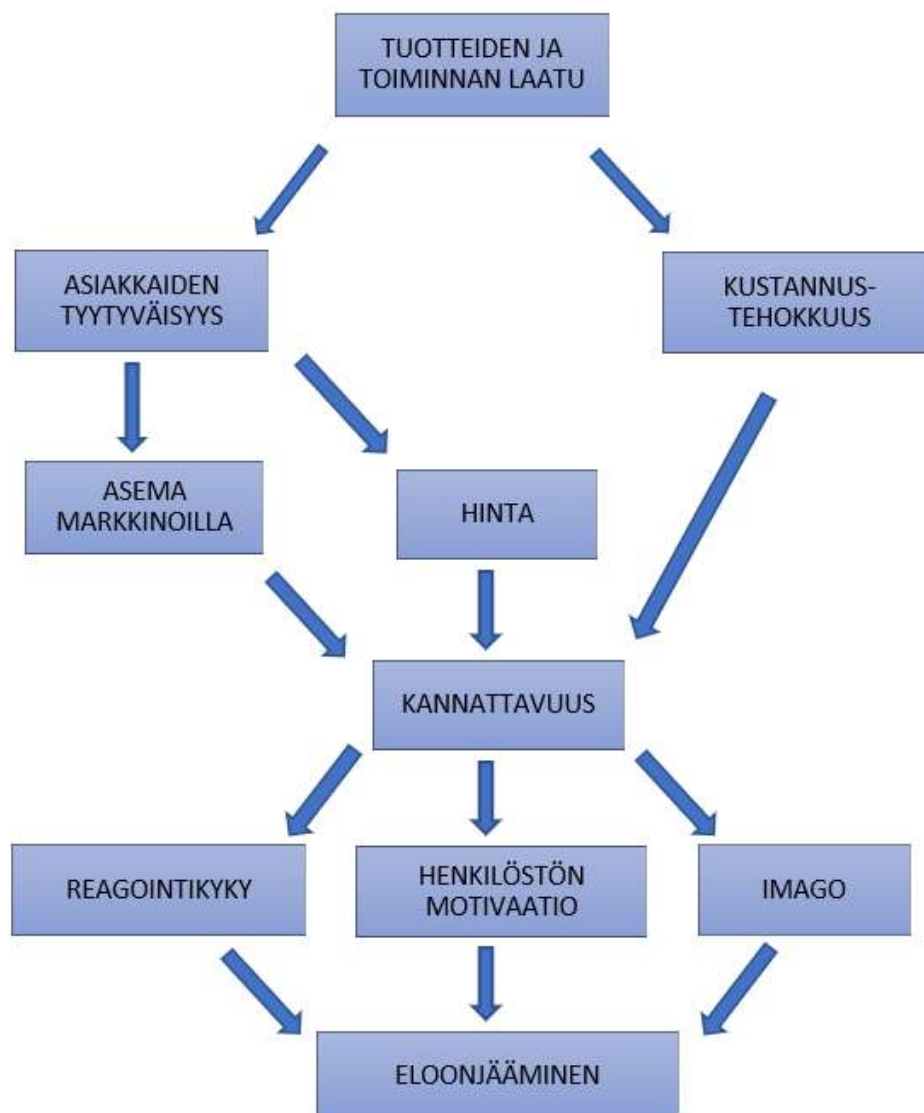 TUOTTEIDEN JA
TOIMINNAN LAATU
ASIAKKAIDEN
TYYTYVÄISYYS
KUSTANNUS-
TEHOKKUUS
ASEMA
MARKKINOILLA
HINTA
KANNATTAVUUS
REAGOINTIKYKY
HENKILÖSTÖN
MOTIVAATIO
IMAGO
ELOONJÄÄMINEN